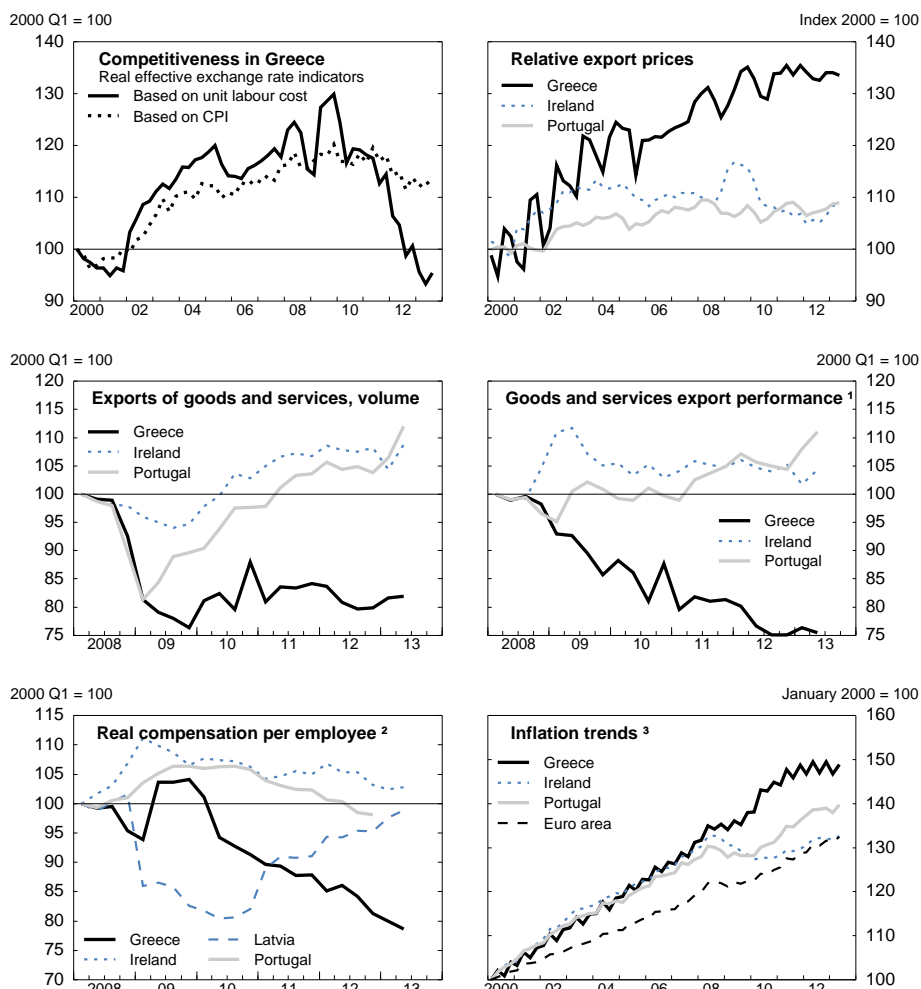 2000 Q1 = 100
Index 2000 = 100
Competitiveness in Greece
Real effective exchange rate indicators
Based on unit labour cost
Based on CPI
140
130
120
110
100
90
2000 02 04 06 08 10 12
Relative export prices
Greece
Ireland
Portugal
140
130
120
110
100
90
2000 02 04 06 08 10 12
2000 Q1 = 100
2000 Q1 = 100
Exports of goods and services, volume
Greece
Ireland
Portugal
120
115
110
105
100
95
90
85
80
75
2008 09 10 11 12 13
Goods and services export performance ¹
Greece
Ireland
Portugal
120
115
110
105
100
95
90
85
80
75
2008 09 10 11 12 13
2000 Q1 = 100
January 2000 = 100
Real compensation per employee ²
Greece
Ireland
Latvia
Portugal
115
110
105
100
95
90
85
80
75
70
2008 09 10 11 12 13
Inflation trends ³
Greece
Ireland
Portugal
Euro area
160
150
140
130
120
110
100
2000 02 04 06 08 10 12